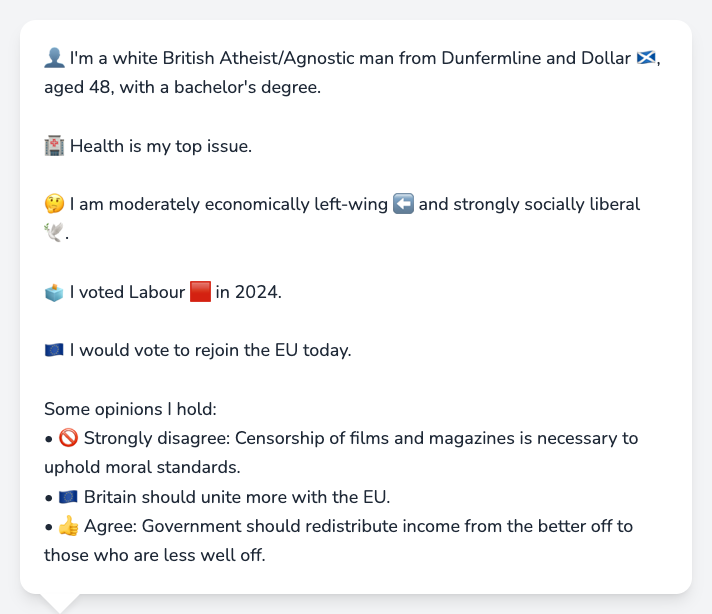 👤 I'm a white British Atheist/Agnostic man from Dunfermline and Dollar 🏴󠁧󠁢󠁳󠁣󠁴󠁿,
aged 48, with a bachelor's degree.
🏥 Health is my top issue.
🤔 I am moderately economically left-wing ⬅️ and strongly socially liberal
🕊️.
🗳️ I voted Labour 🟥 in 2024.
🇪🇺 I would vote to rejoin the EU today.
Some opinions I hold:
• 🚫 Strongly disagree: Censorship of films and magazines is necessary to
uphold moral standards.
• 🇪🇺 Britain should unite more with the EU.
• 👍 Agree: Government should redistribute income from the better off to
those who are less well off.